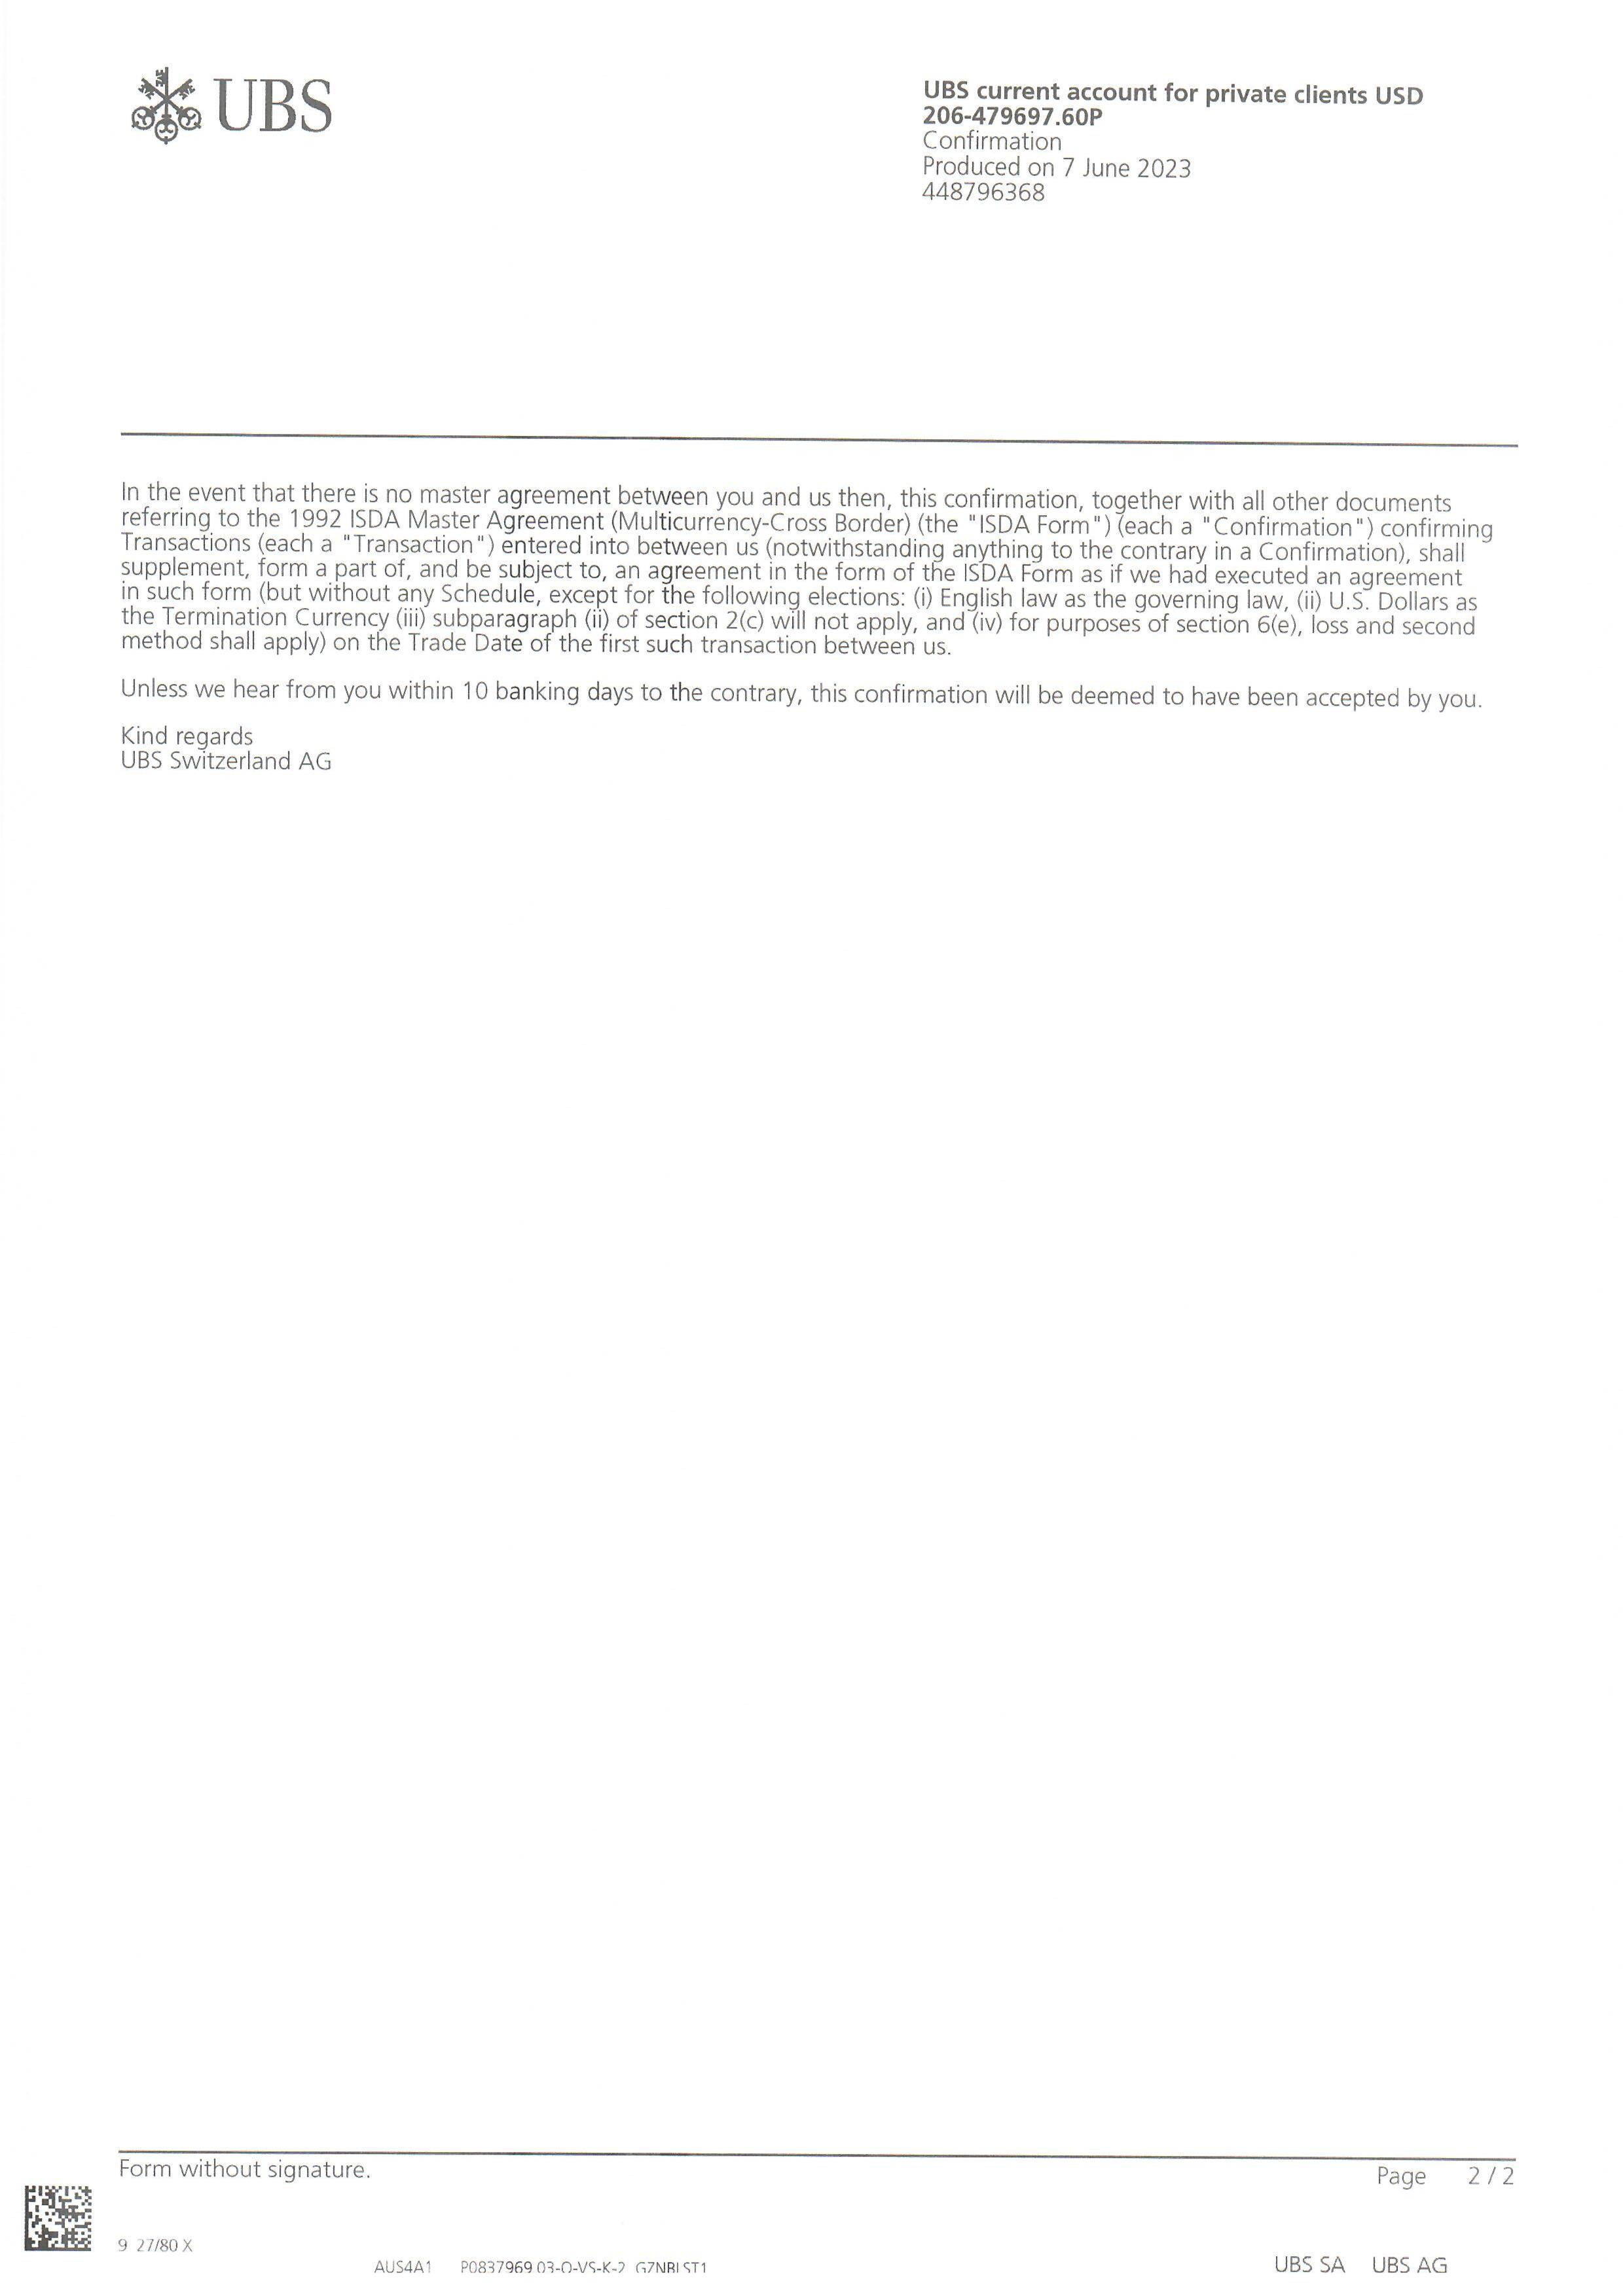 UBS
UBS current account for private clients USD
206-479697.60P
Confirmation
Produced on 7 June 2023
448796368
In the event that there is no master agreement between you and us then, this confirmation, together with all other documents
referring to the 1992 ISDA Master Agreement (Multicurrency-Cross Border) (the "ISDA Form") (each a "Confirmation") confirming
Transactions (each a "Transaction") entered into between us (notwithstanding anything to the contrary in a Confirmation), shall
supplement, form a part of, and be subject to, an agreement in the form of the ISDA Form as if we had executed an agreement
in such form (but without any Schedule, except for the following elections: (i) English law as the governing law, (ii) U.S. Dollars as
the Termination Currency (iii) subparagraph (ii) of section 2(c) will not apply, and (iv) for purposes of section 6(e), loss and second
method shall apply) on the Trade Date of the first such transaction between us.
Unless we hear from you within 10 banking days to the contrary, this confirmation will be deemed to have been accepted by you.
Kind regards
UBS Switzerland AG
Form without signature.
Page 2 / 2
9 27/80 X
AUS4A1 P0837969 03-O-VS-K-2
UBS SA UBS AG